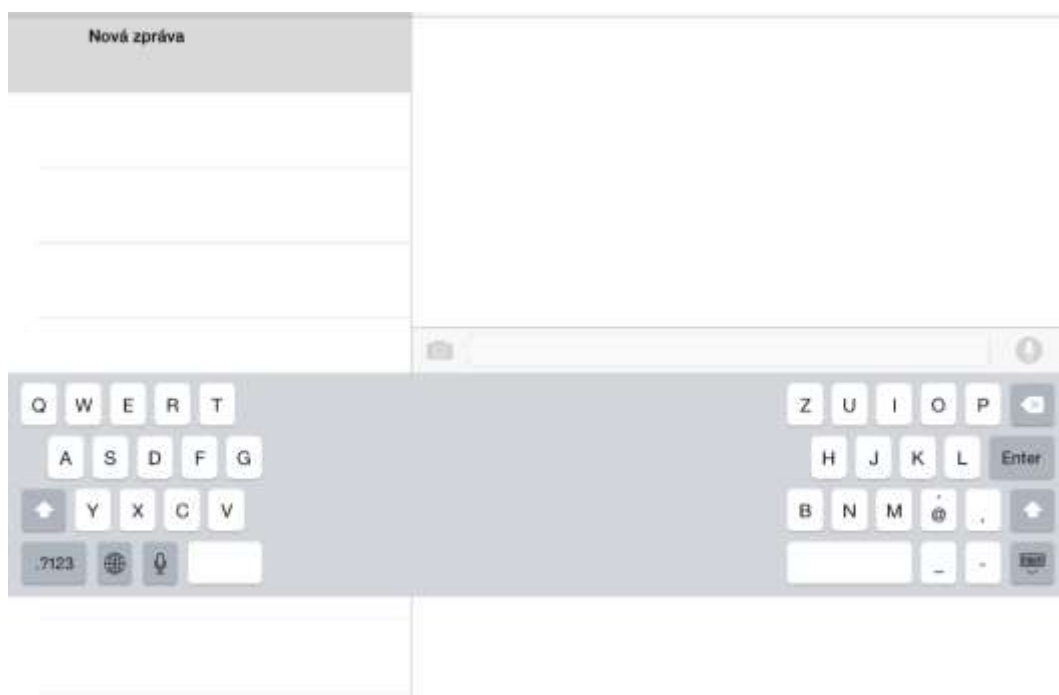 Nová zpráva
Q W E R T Z U I O P
A S D F G H J K L Enter
Y X C V B N M @ ,
.?123 _ -